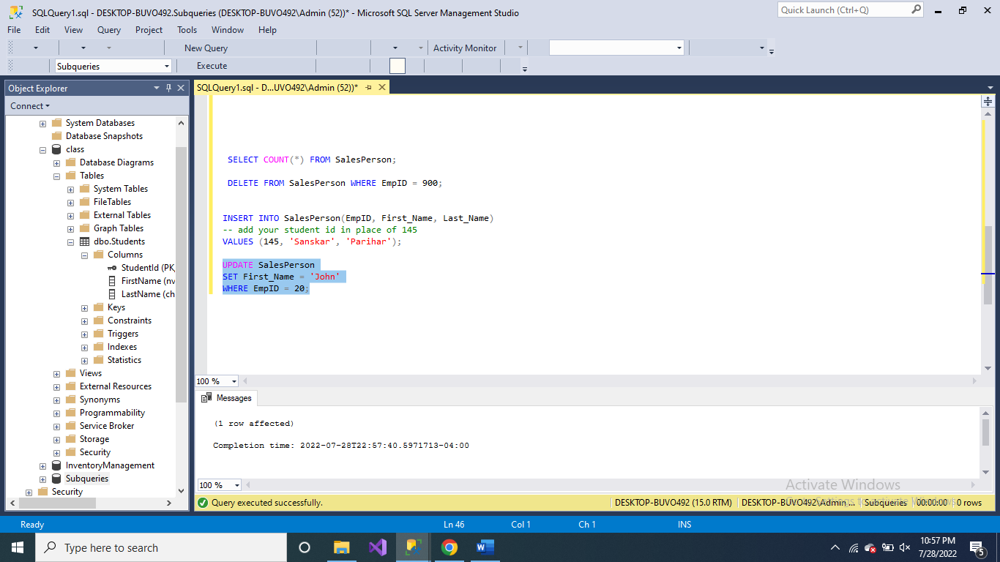 SQLQuery1.sql - DESKTOP-BUVO492.Subqueries (DESKTOP-BUVO492\Admin (52))* - Microsoft SQL Server Management Studio
Quick Launch (Ctrl+Q)
File Edit View Query Project Tools Window Help
New Query Activity Monitor
Subqueries Execute
Object Explorer
Connect
System Databases
Database Snapshots
class
Database Diagrams
Tables
System Tables
FileTables
External Tables
Graph Tables
dbo.Students
Columns
StudentId (PK,
FirstName (nv
LastName (ch
Keys
Constraints
Triggers
Indexes
Statistics
Views
External Resources
Synonyms
Programmability
Service Broker
Storage
Security
InventoryManagement
Subqueries
Security
SQLQuery1.sql - D...UVO492\Admin (52))*
SELECT COUNT(*) FROM SalesPerson;
DELETE FROM SalesPerson WHERE EmpID = 900;
INSERT INTO SalesPerson(EmpID, First_Name, Last_Name)
-- add your student id in place of 145
VALUES (145, 'Sanskar', 'Parihar');
UPDATE SalesPerson
SET First_Name = 'John'
WHERE EmpID = 20;
100 %
Messages
(1 row affected)
Completion time: 2022-07-28T22:57:40.5971713-04:00
100 %
Activate Windows
Go to Settings to activate Windows.
Query executed successfully. DESKTOP-BUVO492 (15.0 RTM) DESKTOP-BUVO492\Admin ... Subqueries 00:00:00 0 rows
Ready Ln 46 Col 1 Ch 1 INS
Type here to search
10:57 PM
7/28/2022
5